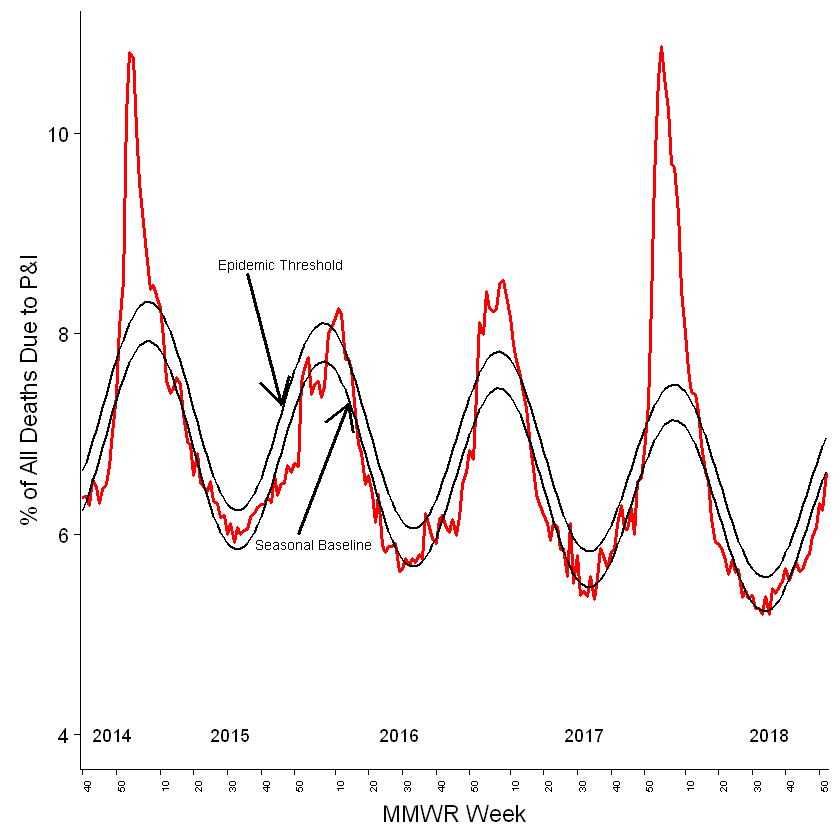 % of All Deaths Due to P&I
10
8
6
4
Epidemic Threshold
Seasonal Baseline
2014 2015 2016 2017 2018
40 50 10 20 30 40 50 10 20 30 40 50 10 20 30 40 50 10 20 30 40 50
MMWR Week